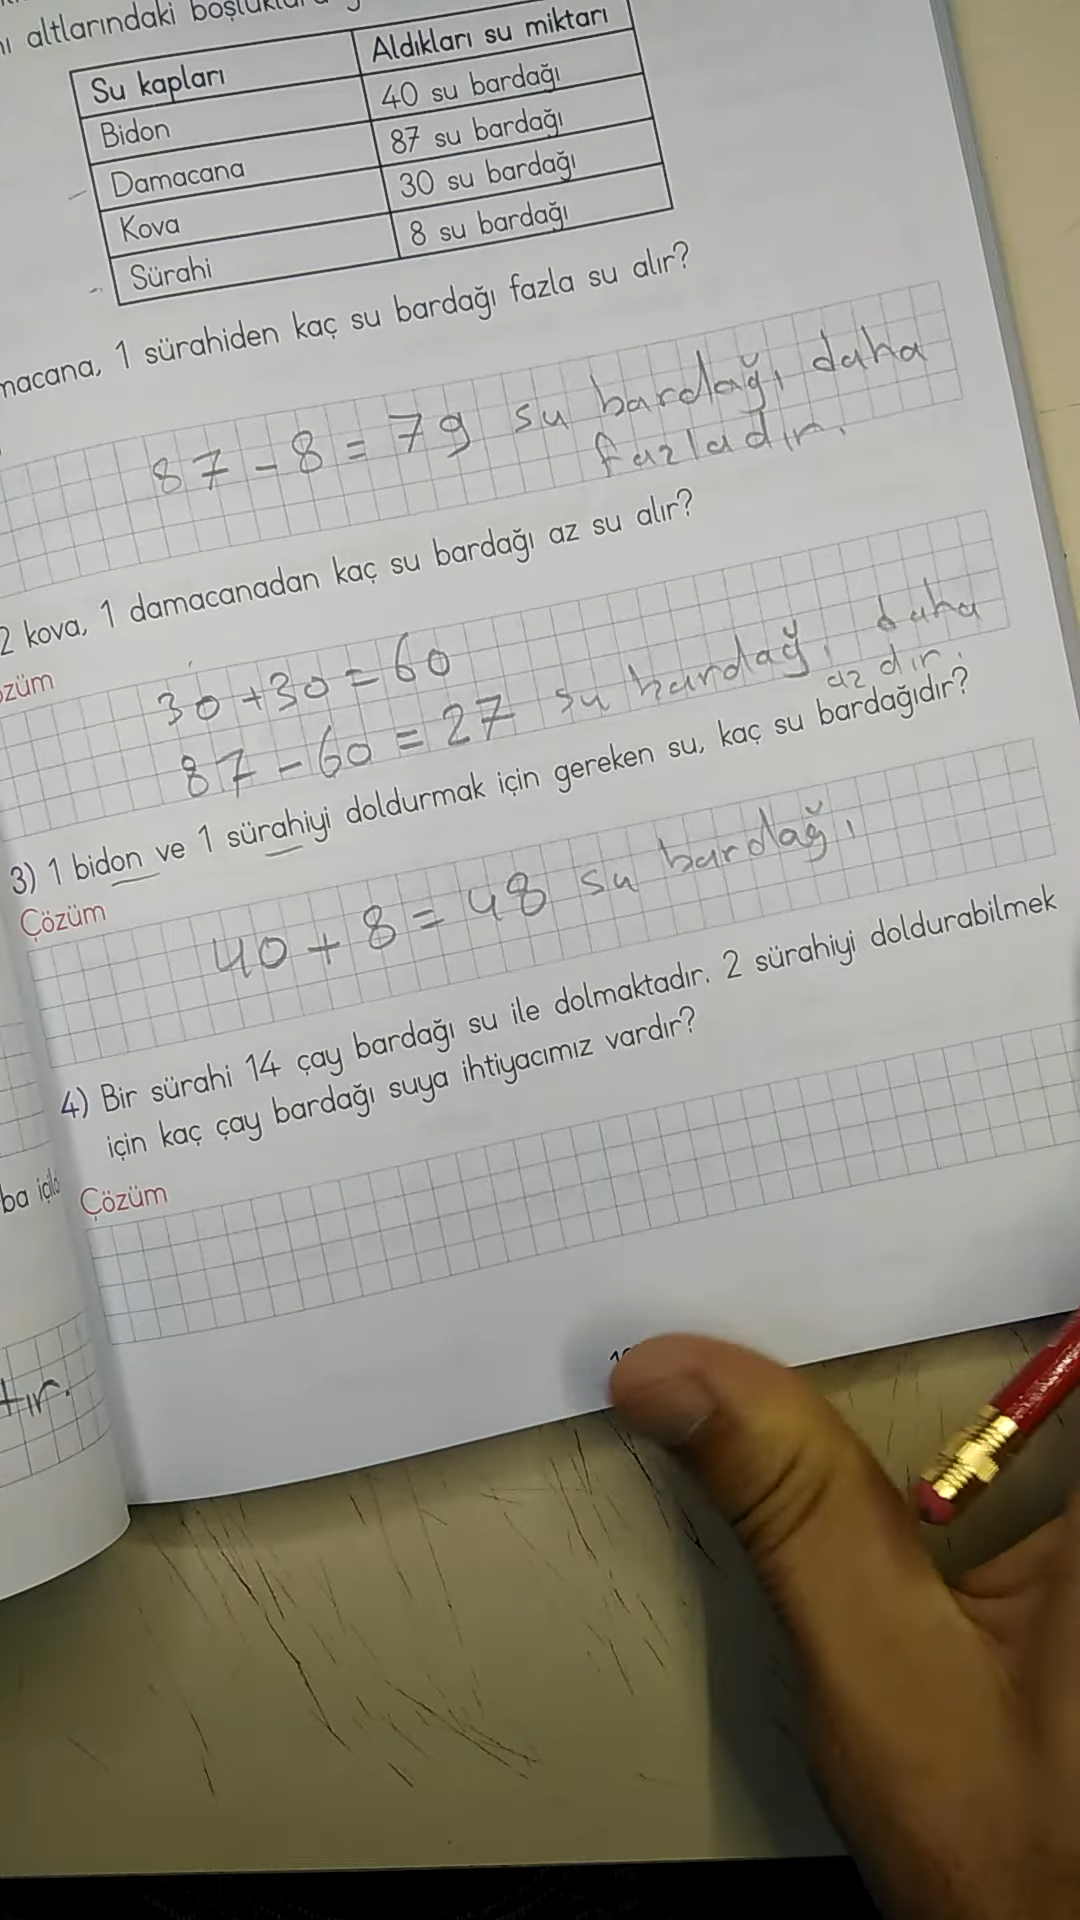 altlarındaki
Su kapları Aldıkları su miktarı
Bidon 40 su bardağı
Damacana 87 su bardağı
Kova 30 su bardağı
Sürahi 8 su bardağı
macana, 1 sürahiden kaç su bardağı fazla su alır?
87 - 8 = 79 su bardağı daha
fazladır.
2 kova, 1 damacanadan kaç su bardağı az su alır?
züm
30 + 30 = 60
87 - 60 = 27 su bardağı daha
az dır.
3) 1 bidon ve 1 sürahiyi doldurmak için gereken su, kaç su bardağıdır?
Çözüm
40 + 8 = 48 su bardağı
4) Bir sürahi 14 çay bardağı su ile dolmaktadır. 2 sürahiyi doldurabilmek
için kaç çay bardağı suya ihtiyacımız vardır?
Çözüm
ba
tır.